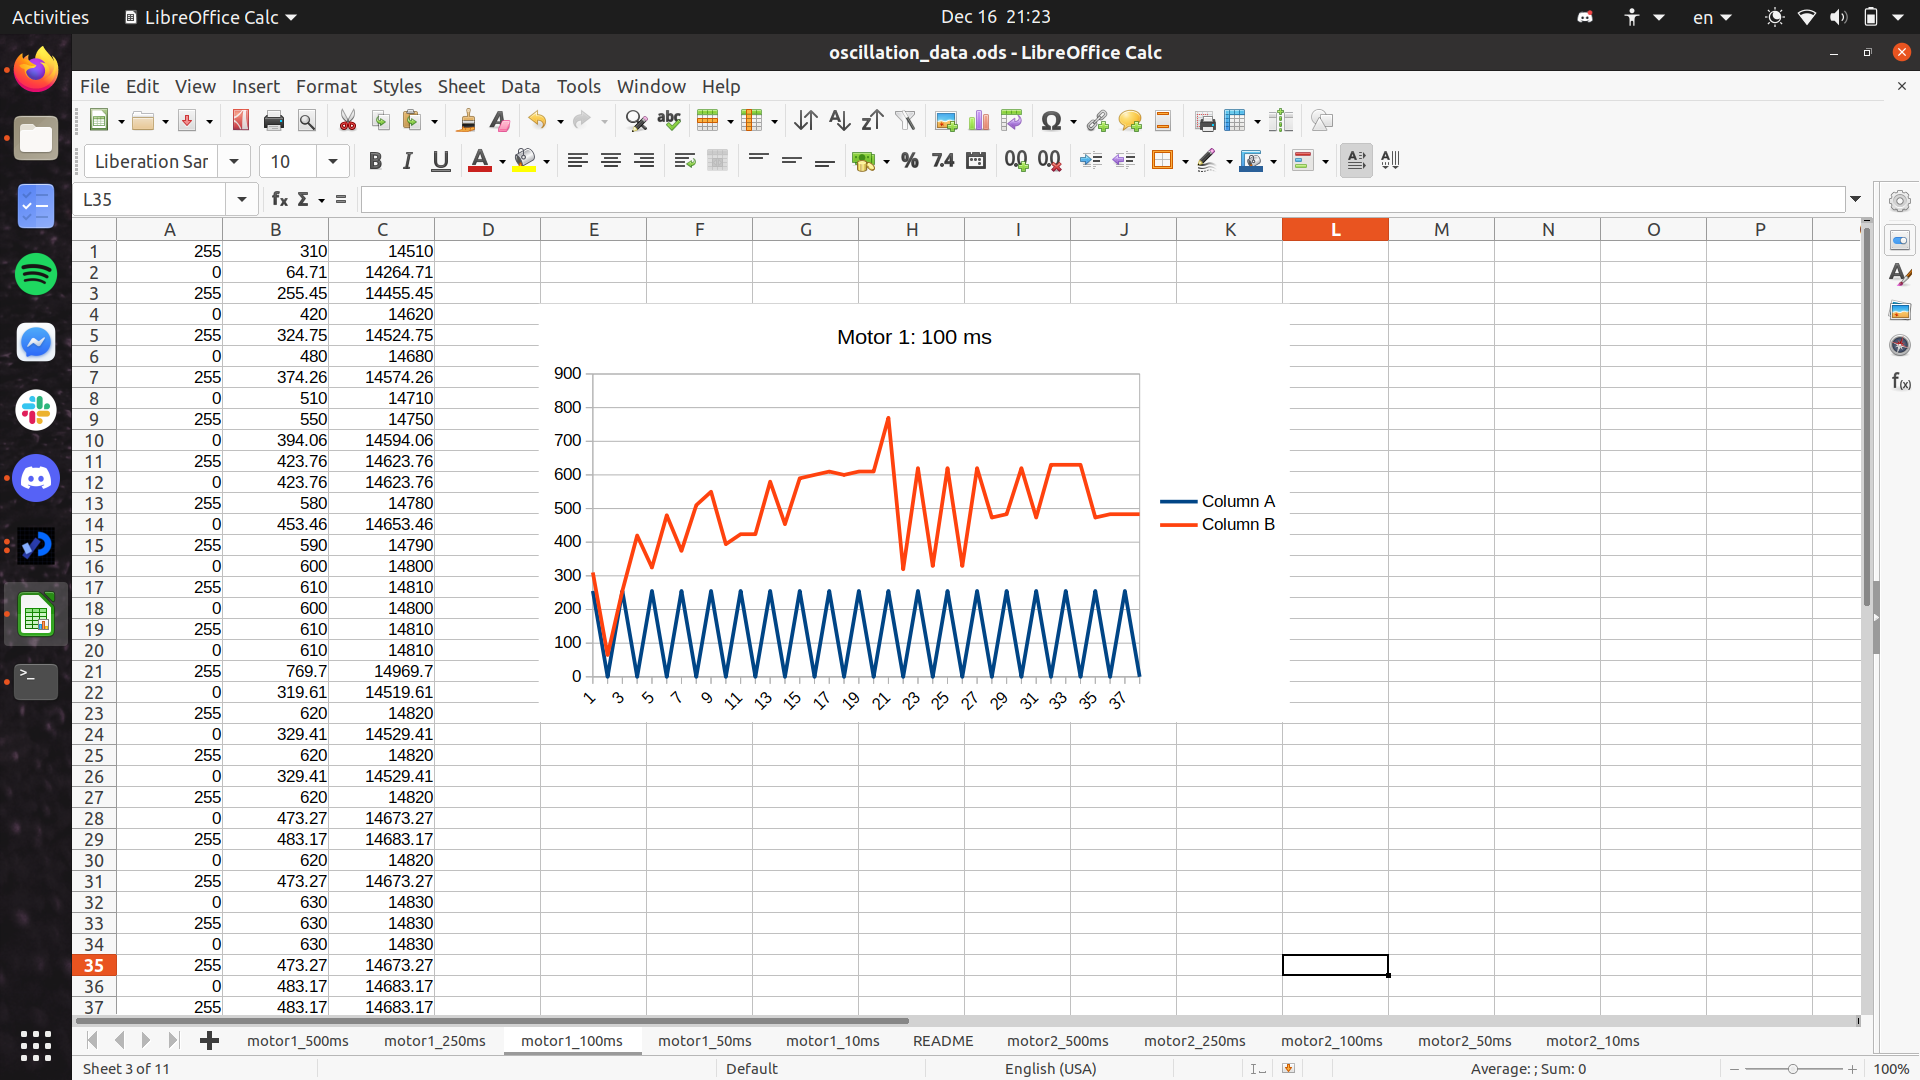 Activities LibreOffice Calc Dec 16 21:23 en
oscillation_data .ods - LibreOffice Calc
File Edit View Insert Format Styles Sheet Data Tools Window Help
Liberation Sar 10
L35
A B C D E F G H I J K L M N O P
1 255 310 14510
2 0 64.71 14264.71
3 255 255.45 14455.45
4 0 420 14620
5 255 324.75 14524.75
6 0 480 14680
7 255 374.26 14574.26
8 0 510 14710
9 255 550 14750
10 0 394.06 14594.06
11 255 423.76 14623.76
12 0 423.76 14623.76
13 255 580 14780
14 0 453.46 14653.46
15 255 590 14790
16 0 600 14800
17 255 610 14810
18 0 600 14800
19 255 610 14810
20 0 610 14810
21 255 769.7 14969.7
22 0 319.61 14519.61
23 255 620 14820
24 0 329.41 14529.41
25 255 620 14820
26 0 329.41 14529.41
27 255 620 14820
28 0 473.27 14673.27
29 255 483.17 14683.17
30 0 620 14820
31 255 473.27 14673.27
32 0 630 14830
33 255 630 14830
34 0 630 14830
35 255 473.27 14673.27
36 0 483.17 14683.17
37 255 483.17 14683.17
Motor 1: 100 ms
900
800
700
600
500
400
300
200
100
0
1 3 5 7 9 11 13 15 17 19 21 23 25 27 29 31 33 35 37
Column A
Column B
motor1_500ms motor1_250ms motor1_100ms motor1_50ms motor1_10ms README motor2_500ms motor2_250ms motor2_100ms motor2_50ms motor2_10ms
Sheet 3 of 11 Default English (USA) Average: ; Sum: 0 100%